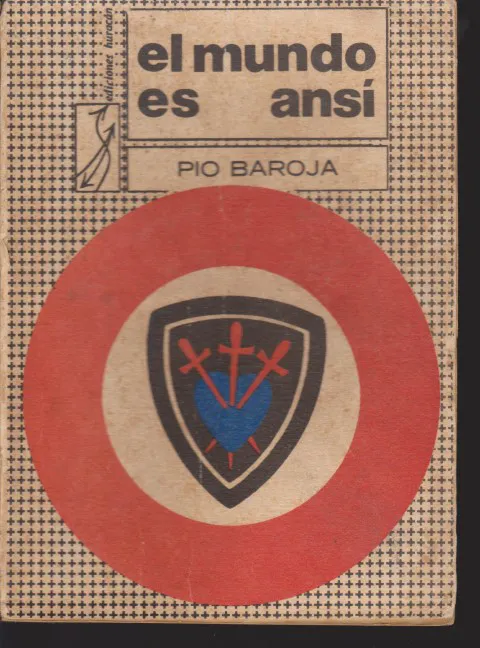 ediciones huracán
el mundo
es ansí
PIO BAROJA